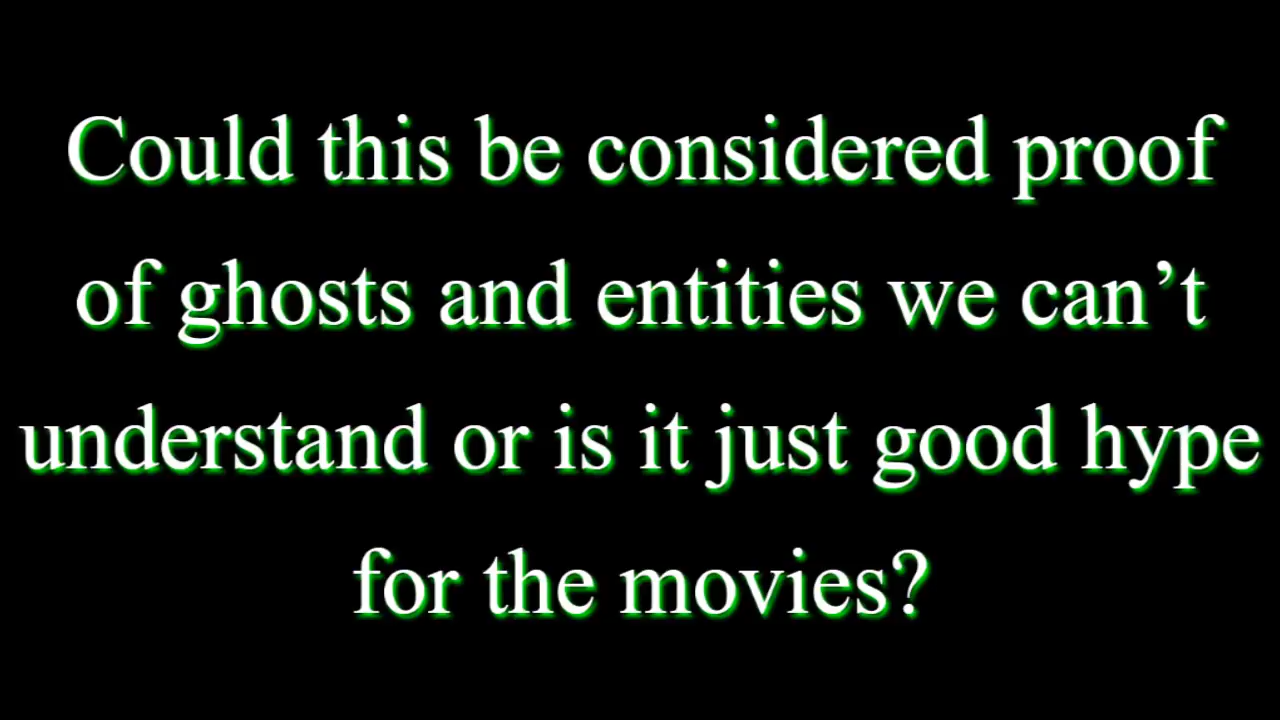 Could this be considered proof
of ghosts and entities we can’t
understand or is it just good hype
for the movies?